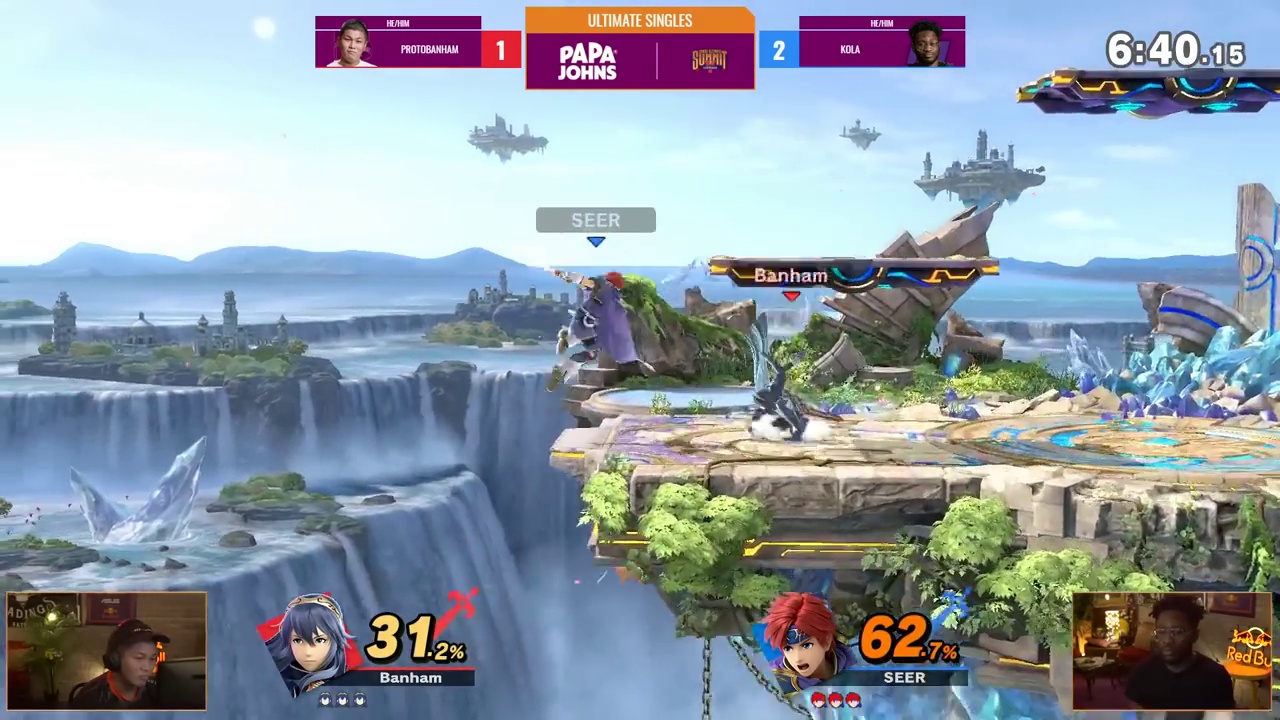 HE/HIM
PROTOBANHAM
1
ULTIMATE SINGLES
PAPA JOHNS
SUMMIT
2
HE/HIM
KOLA
6:40.15
SEER
Banham
31.2%
Banham
62.7%
SEER
Red Bu